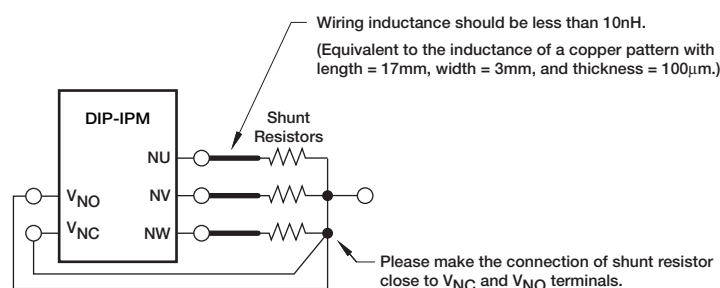 Wiring inductance should be less than 10nH.
(Equivalent to the inductance of a copper pattern with
length = 17mm, width = 3mm, and thickness = 100μm.)
DIP-IPM
Shunt
Resistors
NU
VNO
NV
VNC
NW
Please make the connection of shunt resistor
close to VNC and VNO terminals.